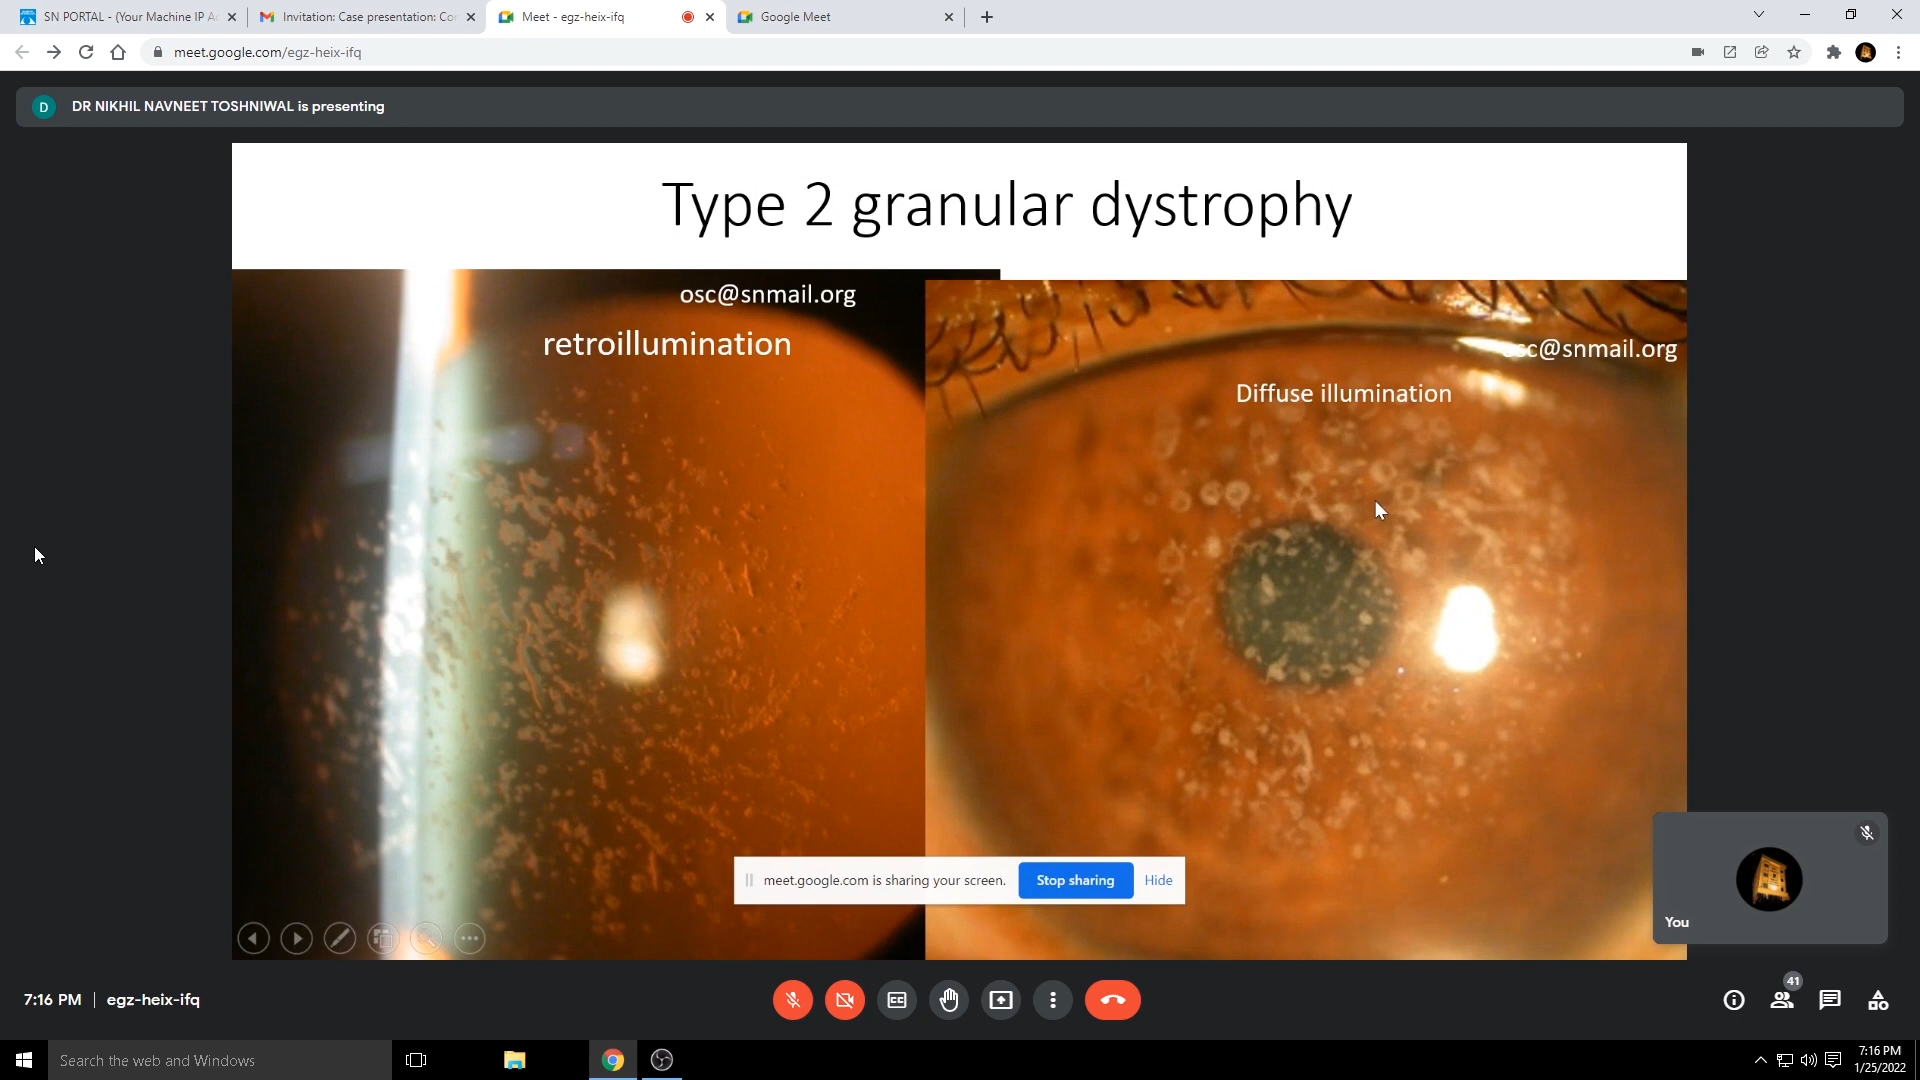 SN PORTAL - (Your Machine IP Ad
Invitation: Case presentation: Cor
Meet - egz-heix-ifq
Google Meet
meet.google.com/egz-heix-ifq
D
DR NIKHIL NAVNEET TOSHNIWAL is presenting
Type 2 granular dystrophy
osc@snmail.org
retroillumination
osc@snmail.org
Diffuse illumination
meet.google.com is sharing your screen.
Stop sharing
Hide
You
7:16 PM | egz-heix-ifq
41
Search the web and Windows
7:16 PM
1/25/2022